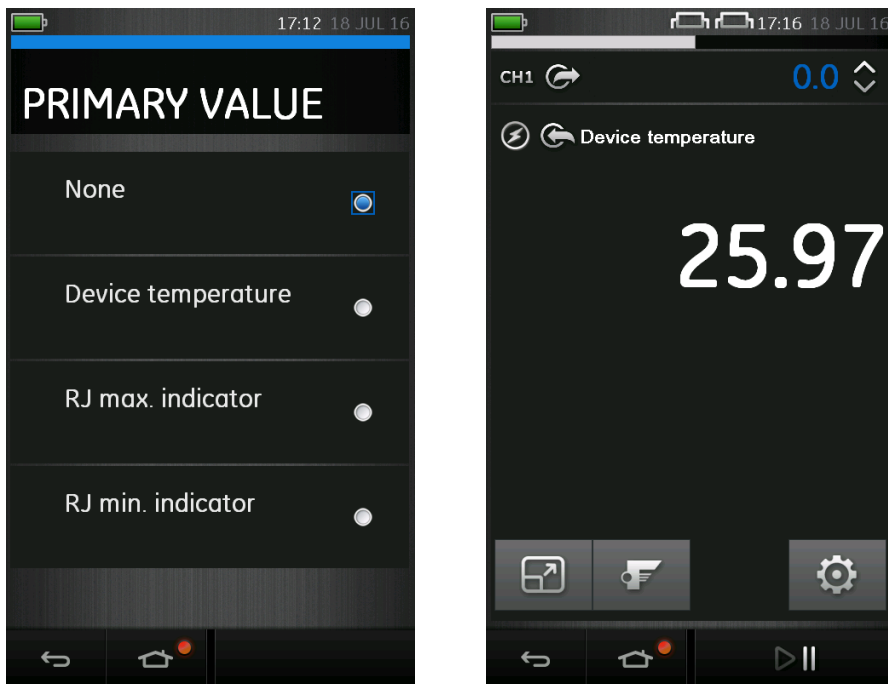 17:12 18 JUL 16
PRIMARY VALUE
None
Device temperature
RJ max. indicator
RJ min. indicator
17:16 18 JUL 16
CH1 0.0
Device temperature
25.97